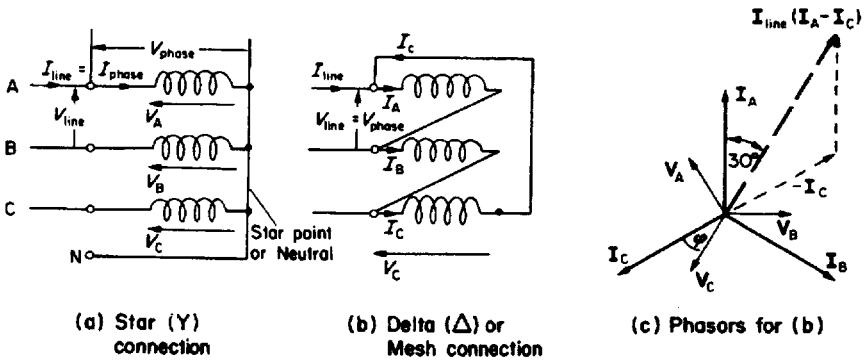 V_phase
I_line = I_phase
A
V_line
V_A
B
V_B
C
V_C
N
Star point
or Neutral
(a) Star (Y)
connection
I_c
I_line
I_A
V_line = V_phase
I_B
I_C
V_C
(b) Delta (Δ) or
Mesh connection
I_line (I_A-I_C)
I_A
30°
V_A
-I_C
V_B
I_C
φ
V_C
I_B
(c) Phasors for (b)